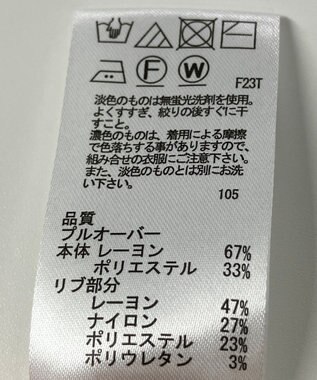 F W F23T
淡色のものは無蛍光洗剤を使用。
よくすすぎ、絞りの後すぐに干
すこと。
濃色のものは、着用による摩擦
で色落ちする事がありますので、
組み合せの衣服にご注意下さい。
また、淡色のものとは別にお洗
い下さい。
105
品質
プルオーバー
本体 レーヨン 67%
ポリエステル 33%
リブ部分
レーヨン 47%
ナイロン 27%
ポリエステル 23%
ポリウレタン 3%